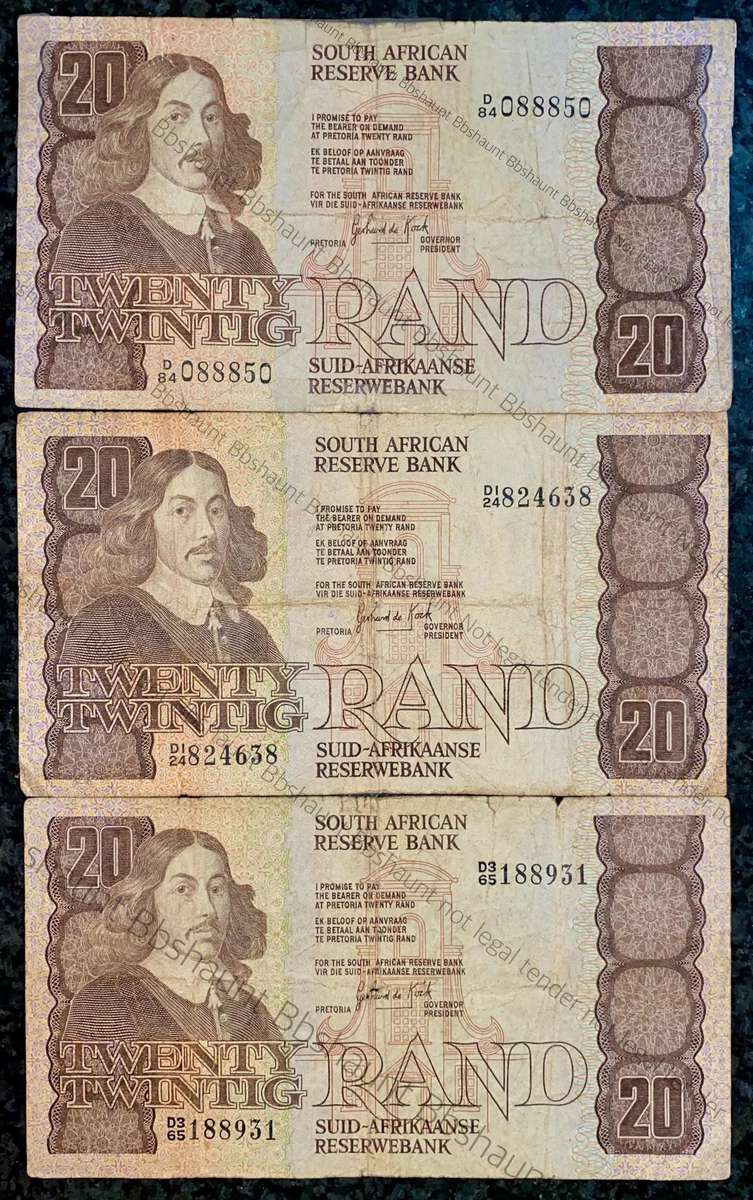 20
SOUTH AFRICAN
RESERVE BANK
D/84 088850
I PROMISE TO PAY
THE BEARER ON DEMAND
AT PRETORIA TWENTY RAND
EK BELOOF OP AANVRAAG
TE BETAAL AAN TOONDER
TE PRETORIA TWINTIG RAND
FOR THE SOUTH AFRICAN RESERVE BANK
VIR DIE SUID-AFRIKAANSE RESERWEBANK
Gerhard de Kock
PRETORIA GOVERNOR
PRESIDENT
TWENTY
TWINTIG RAND
20
D/84 088850
SUID-AFRIKAANSE
RESERWEBANK
20
SOUTH AFRICAN
RESERVE BANK
D1/24 824638
I PROMISE TO PAY
THE BEARER ON DEMAND
AT PRETORIA TWENTY RAND
EK BELOOF OP AANVRAAG
TE BETAAL AAN TOONDER
TE PRETORIA TWINTIG RAND
FOR THE SOUTH AFRICAN RESERVE BANK
VIR DIE SUID-AFRIKAANSE RESERWEBANK
Gerhard de Kock
PRETORIA GOVERNOR
PRESIDENT
TWENTY
TWINTIG RAND
20
D1/24 824638
SUID-AFRIKAANSE
RESERWEBANK
20
SOUTH AFRICAN
RESERVE BANK
D3/65 188931
I PROMISE TO PAY
THE BEARER ON DEMAND
AT PRETORIA TWENTY RAND
EK BELOOF OP AANVRAAG
TE BETAAL AAN TOONDER
TE PRETORIA TWINTIG RAND
FOR THE SOUTH AFRICAN RESERVE BANK
VIR DIE SUID-AFRIKAANSE RESERWEBANK
Gerhard de Kock
PRETORIA GOVERNOR
PRESIDENT
TWENTY
TWINTIG RAND
20
D3/65 188931
SUID-AFRIKAANSE
RESERWEBANK
Bbshaunt Bbshaunt Bbshaunt Bbshaunt Bbshaunt
Bbshaunt not legal tender